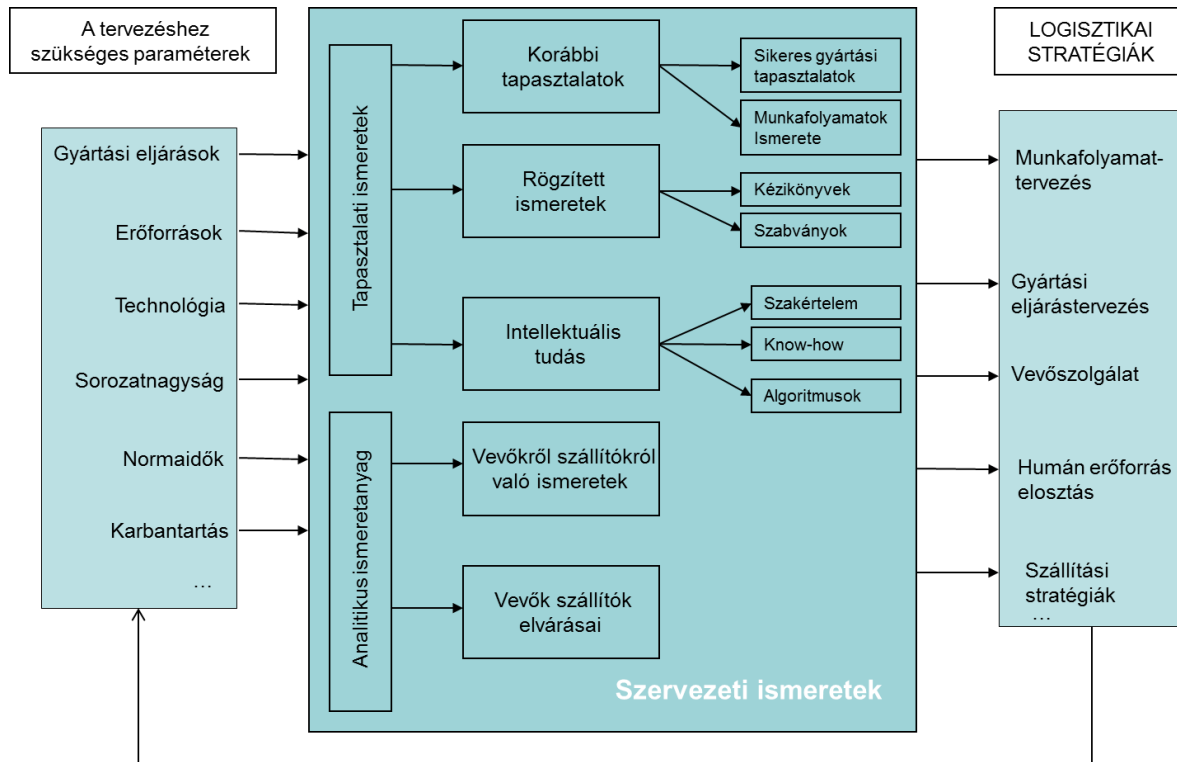 A tervezéshez
szükséges paraméterek
Gyártási eljárások
Erőforrások
Technológia
Sorozatnagyság
Normaidők
Karbantartás
…
Tapasztalati ismeretek
Korábbi
tapasztalatok
Sikeres gyártási
tapasztalatok
Munkafolyamatok
Ismerete
Rögzített
ismeretek
Kézikönyvek
Szabványok
Intellektuális
tudás
Szakértelem
Know-how
Algoritmusok
Analitikus ismeretanyag
Vevőkről szállítókról
való ismeretek
Vevők szállítók
elvárásai
Szervezeti ismeretek
LOGISZTIKAI
STRATÉGIÁK
Munkafolyamat-
tervezés
Gyártási
eljárástervezés
Vevőszolgálat
Humán erőforrás
elosztás
Szállítási
stratégiák
…